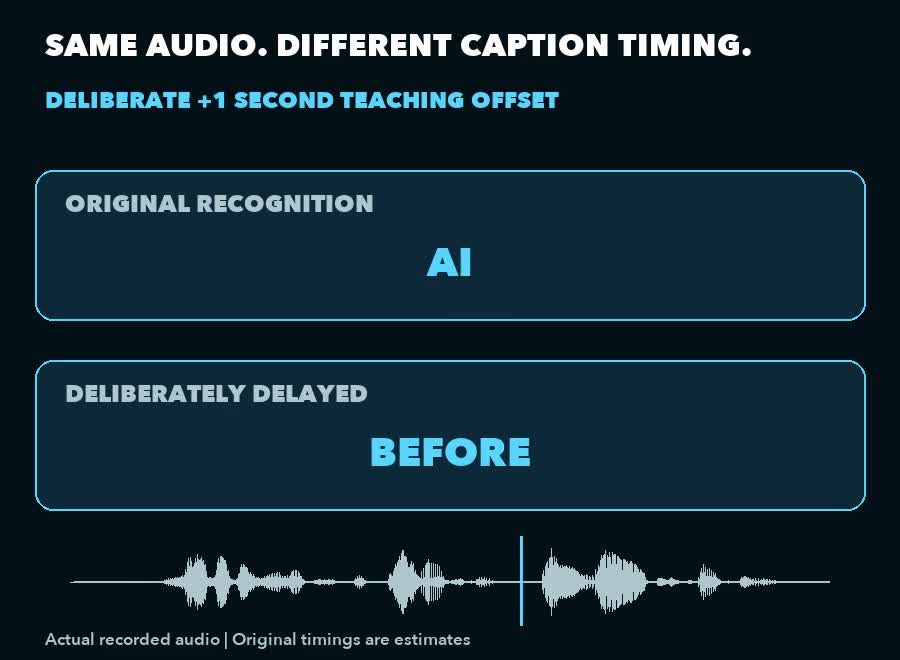 SAME AUDIO. DIFFERENT CAPTION TIMING.
DELIBERATE +1 SECOND TEACHING OFFSET
ORIGINAL RECOGNITION
AI
DELIBERATELY DELAYED
BEFORE
Actual recorded audio | Original timings are estimates